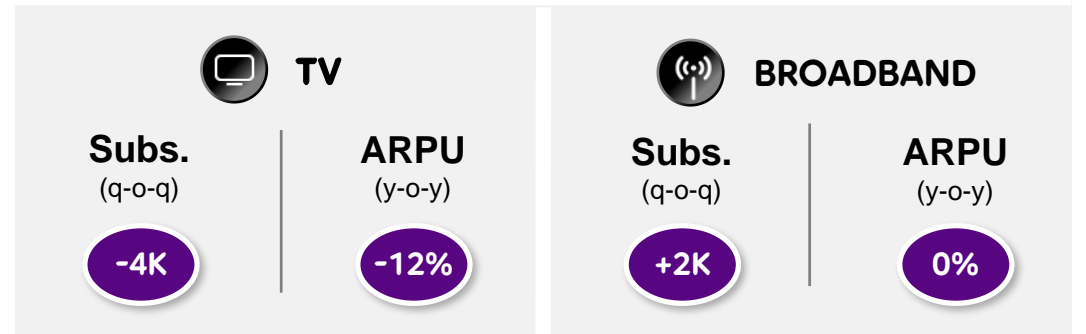 TV
Subs.
(q-o-q)
-4K
ARPU
(y-o-y)
-12%
BROADBAND
Subs.
(q-o-q)
+2K
ARPU
(y-o-y)
0%